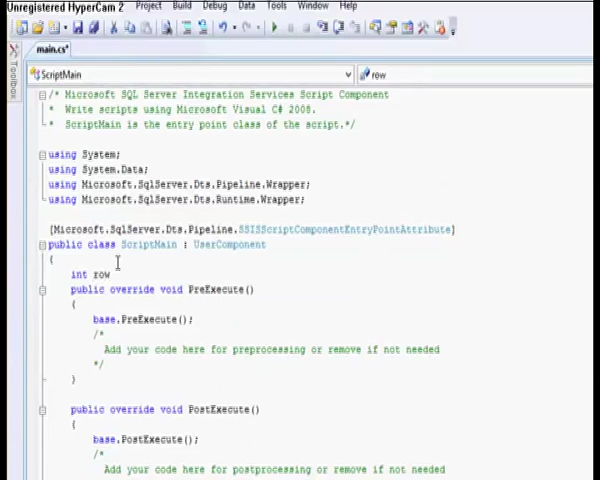 Unregistered HyperCam 2
Project Build Debug Data Tools Window Help
main.cs*
Toolbox
ScriptMain row
/* Microsoft SQL Server Integration Services Script Component
* Write scripts using Microsoft Visual C# 2008.
* ScriptMain is the entry point class of the script.*/
using System;
using System.Data;
using Microsoft.SqlServer.Dts.Pipeline.Wrapper;
using Microsoft.SqlServer.Dts.Runtime.Wrapper;
[Microsoft.SqlServer.Dts.Pipeline.SSISScriptComponentEntryPointAttribute]
public class ScriptMain : UserComponent
{
int row
public override void PreExecute()
{
base.PreExecute();
/*
Add your code here for preprocessing or remove if not needed
*/
}
public override void PostExecute()
{
base.PostExecute();
/*
Add your code here for postprocessing or remove if not needed